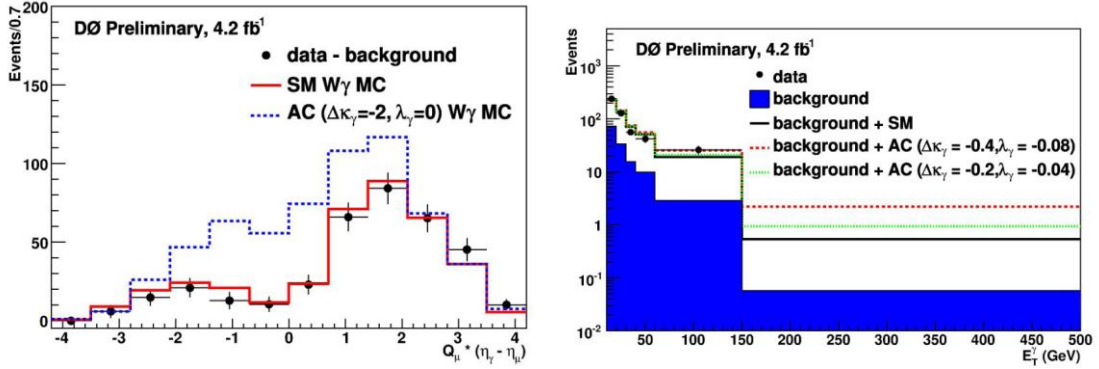 Events/0.7
200
150
100
50
0
DØ Preliminary, 4.2 fb⁻¹
data - background
SM Wγ MC
AC (Δκγ=-2, λγ=0) Wγ MC
-4 -3 -2 -1 0 1 2 3 4
Qμ * (ηγ - ημ)
Events
10³
10²
10
1
10⁻¹
10⁻²
DØ Preliminary, 4.2 fb⁻¹
data
background
background + SM
background + AC (Δκγ = -0.4,λγ = -0.08)
background + AC (Δκγ = -0.2,λγ = -0.04)
50 100 150 200 250 300 350 400 450 500
E_T^γ (GeV)